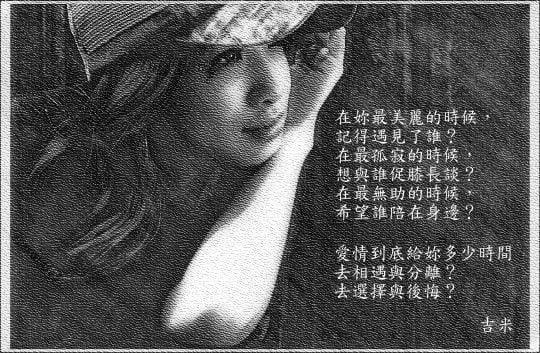 在妳最美麗的時候，
記得遇見了誰？
在最孤寂的時候，
想與誰促膝長談？
在最無助的時候，
希望誰陪在身邊？
愛情到底給妳多少時間
去相遇與分離？
去選擇與後悔？
吉米